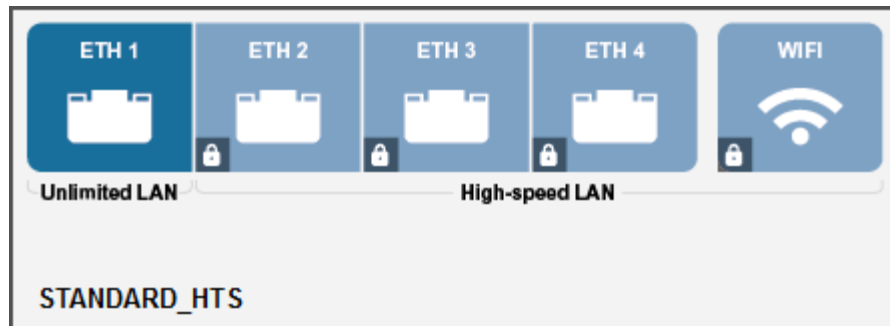 ETH 1 ETH 2 ETH 3 ETH 4 WIFI
Unlimited LAN High-speed LAN
STANDARD_HTS